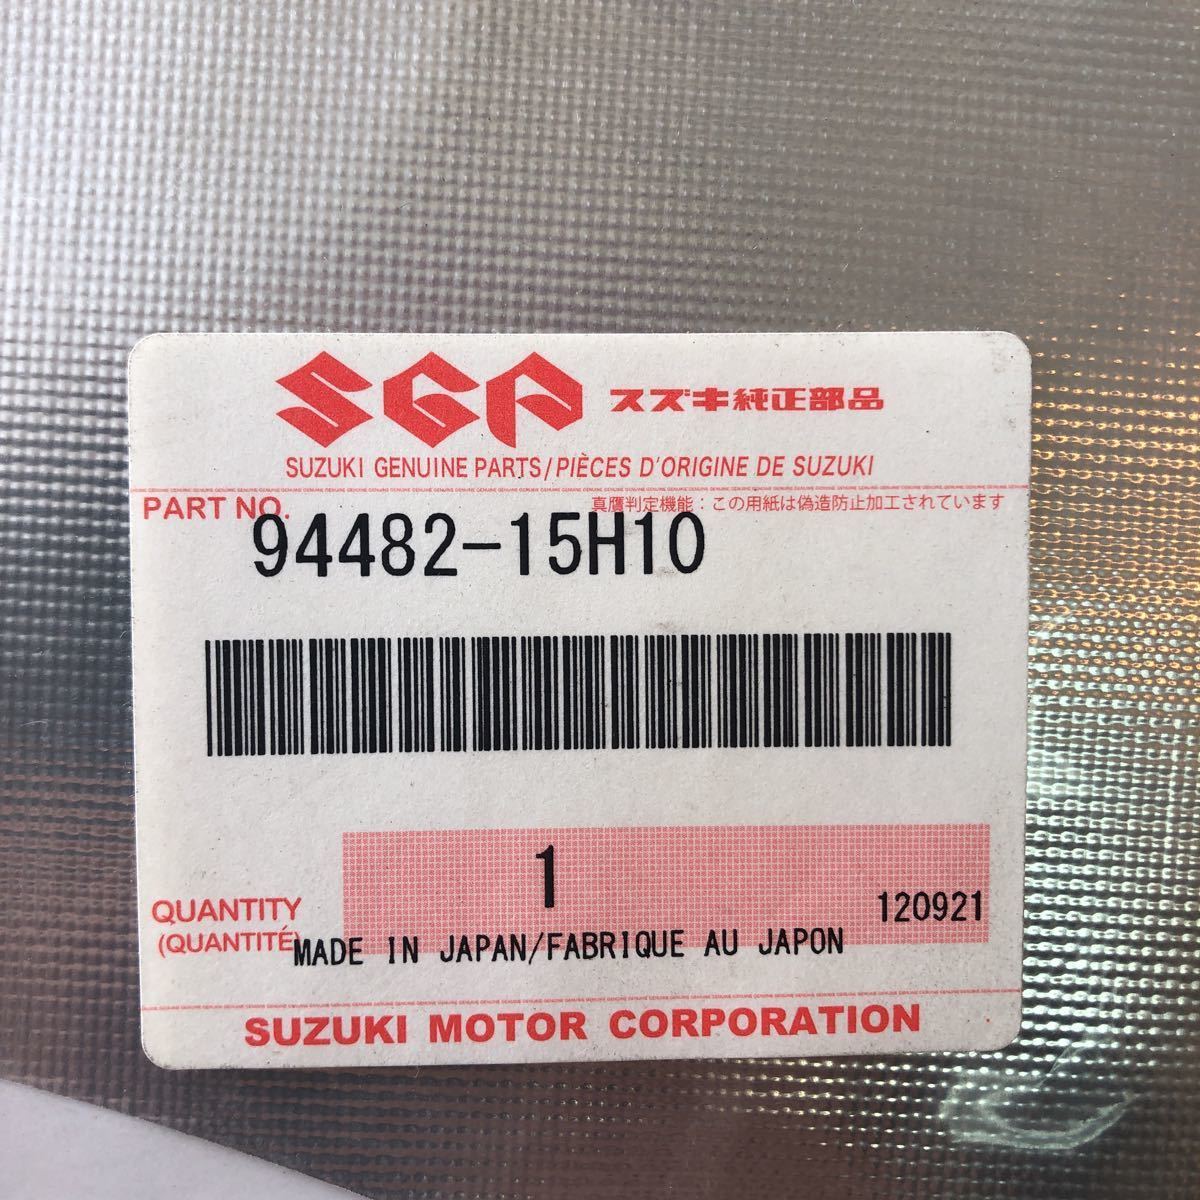 SGP スズキ純正部品
SUZUKI GENUINE PARTS/PIÈCES D'ORIGINE DE SUZUKI
PART NO.
真贋判定機能：この用紙は偽造防止加工されています
94482-15H10
1
QUANTITY
120921
(QUANTITÉ)
MADE IN JAPAN/FABRIQUE AU JAPON
SUZUKI MOTOR CORPORATION